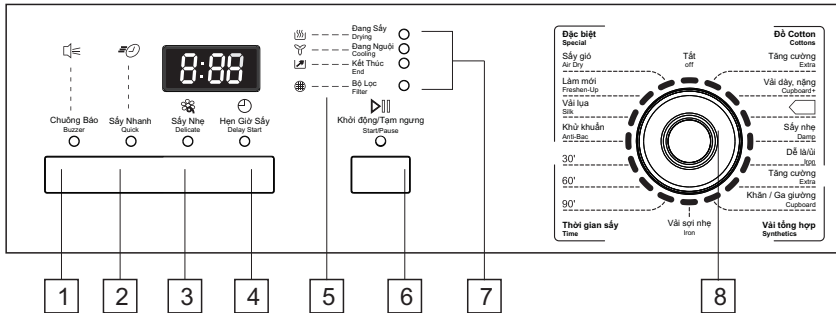 Chuông Báo
Buzzer
Sấy Nhanh
Quick
8:88
Sấy Nhẹ
Delicate
Hẹn Giờ Sấy
Delay Start
Đang Sấy
Drying
Đang Nguội
Cooling
Kết Thúc
End
Bộ Lọc
Filter
Khởi động/Tạm ngưng
Start/Pause
Đặc biệt
Special
Sấy gió
Air Dry
Làm mới
Freshen-Up
Vải lụa
Silk
Khử khuẩn
Anti-Bac
30'
60'
90'
Thời gian sấy
Time
Tắt
off
Vải sợi nhẹ
Iron
Đồ Cotton
Cottons
Tăng cường
Extra
Vải dày, nặng
Cupboard+
Sấy nhẹ
Damp
Dễ là/ủi
Iron
Tăng cường
Extra
Khăn / Ga giường
Cupboard
Vải tổng hợp
Synthetics
1 2 3 4 5 6 7 8